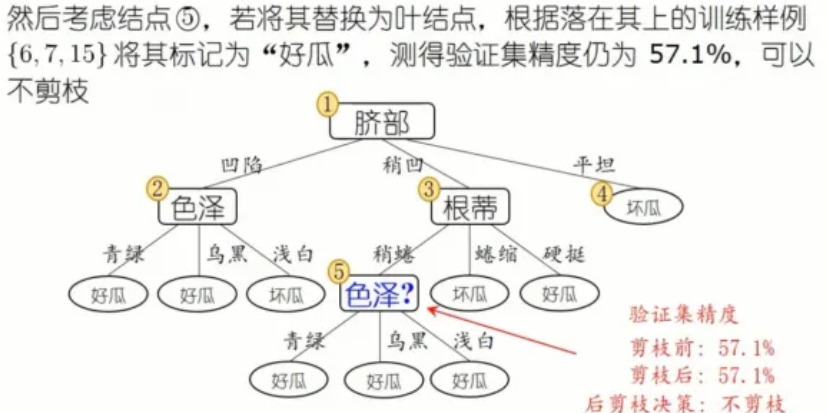 然后考虑结点⑤，若将其替换为叶结点，根据落在其上的训练样例
{6,7,15}将其标记为“好瓜”，测得验证集精度仍为 57.1%，可以
不剪枝
① 脐部
凹陷 稍凹 平坦
② 色泽 ③ 根蒂 ④ 坏瓜
青绿 乌黑 浅白 稍蜷 蜷缩 硬挺
好瓜 好瓜 坏瓜 ⑤ 色泽? 坏瓜 好瓜
青绿 乌黑 浅白
好瓜 好瓜 好瓜
验证集精度
剪枝前：57.1%
剪枝后：57.1%
后剪枝决策：不剪枝